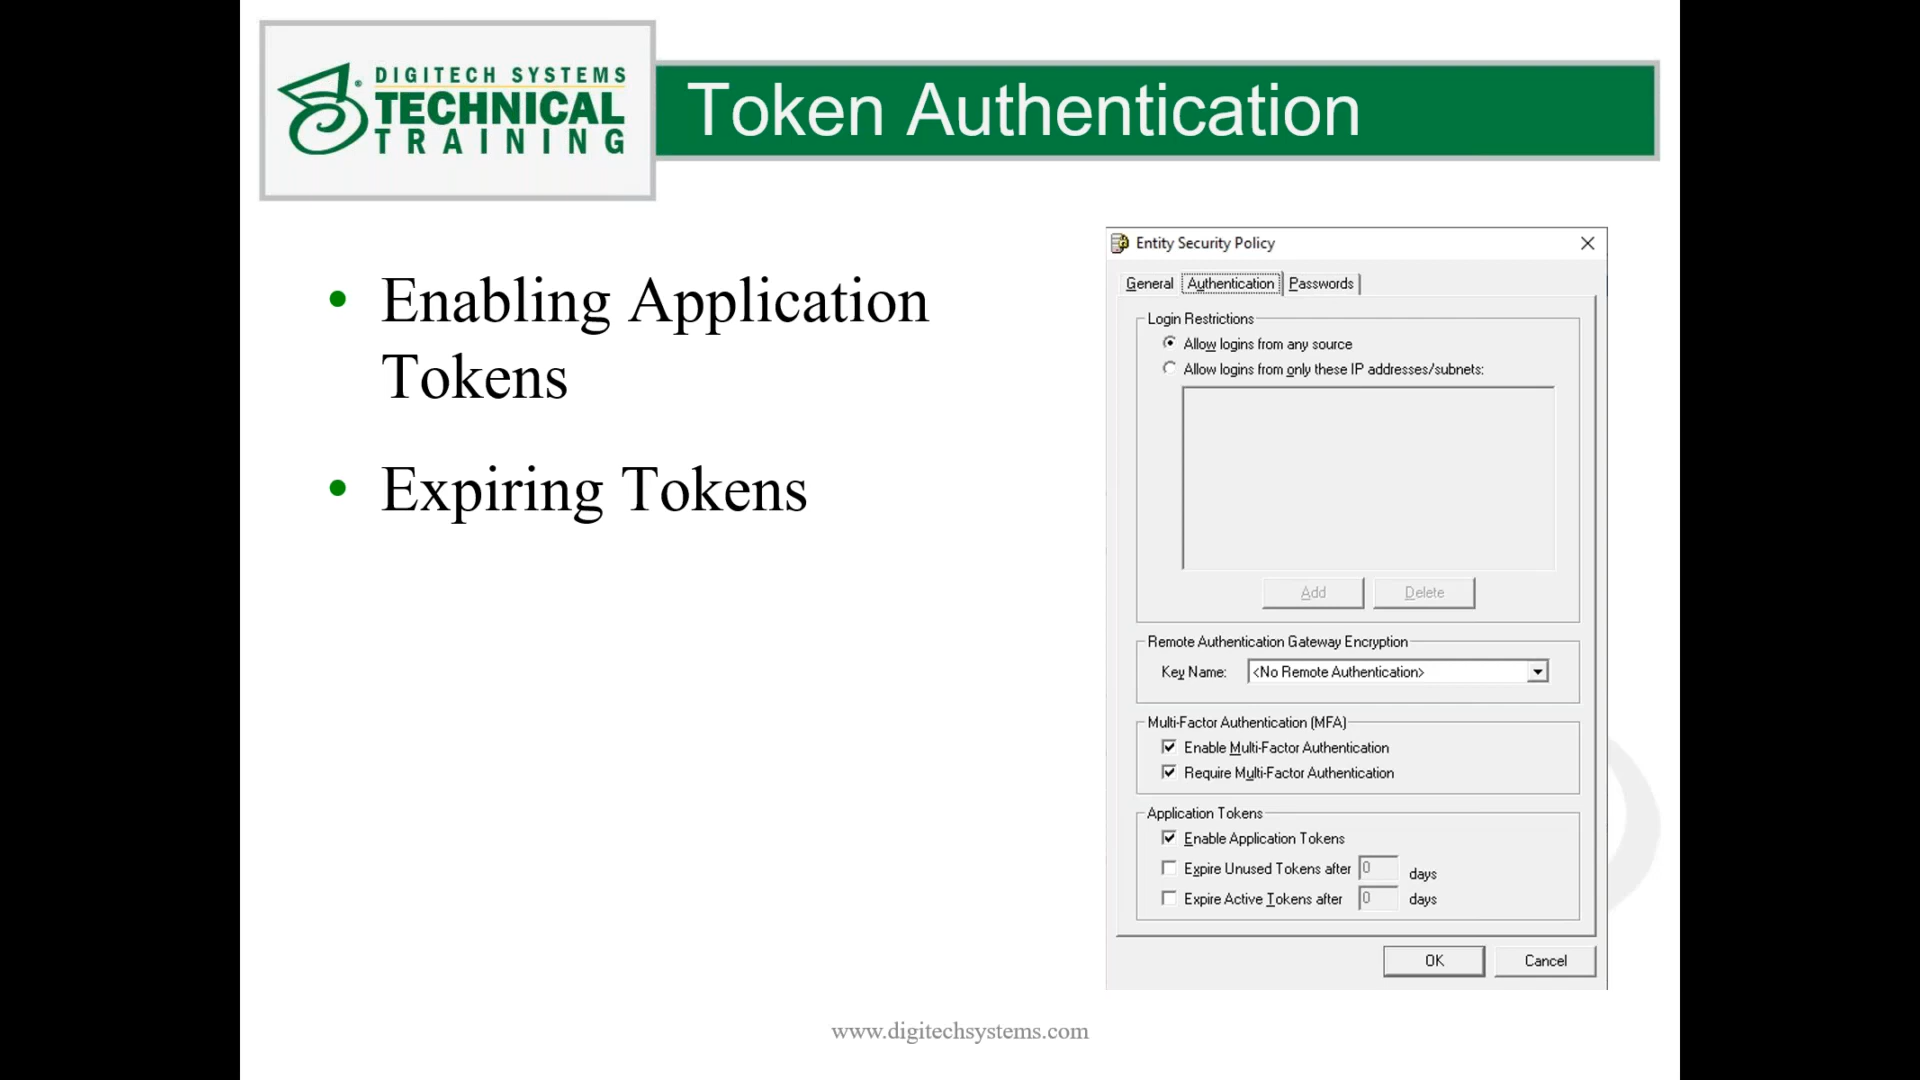 DIGITECH SYSTEMS
TECHNICAL
TRAINING
Token Authentication
• Enabling Application
Tokens
• Expiring Tokens
Entity Security Policy
General Authentication Passwords
Login Restrictions
Allow logins from any source
Allow logins from only these IP addresses/subnets:
Add Delete
Remote Authentication Gateway Encryption
Key Name: <No Remote Authentication>
Multi-Factor Authentication (MFA)
Enable Multi-Factor Authentication
Require Multi-Factor Authentication
Application Tokens
Enable Application Tokens
Expire Unused Tokens after 0 days
Expire Active Tokens after 0 days
OK Cancel
www.digitechsystems.com